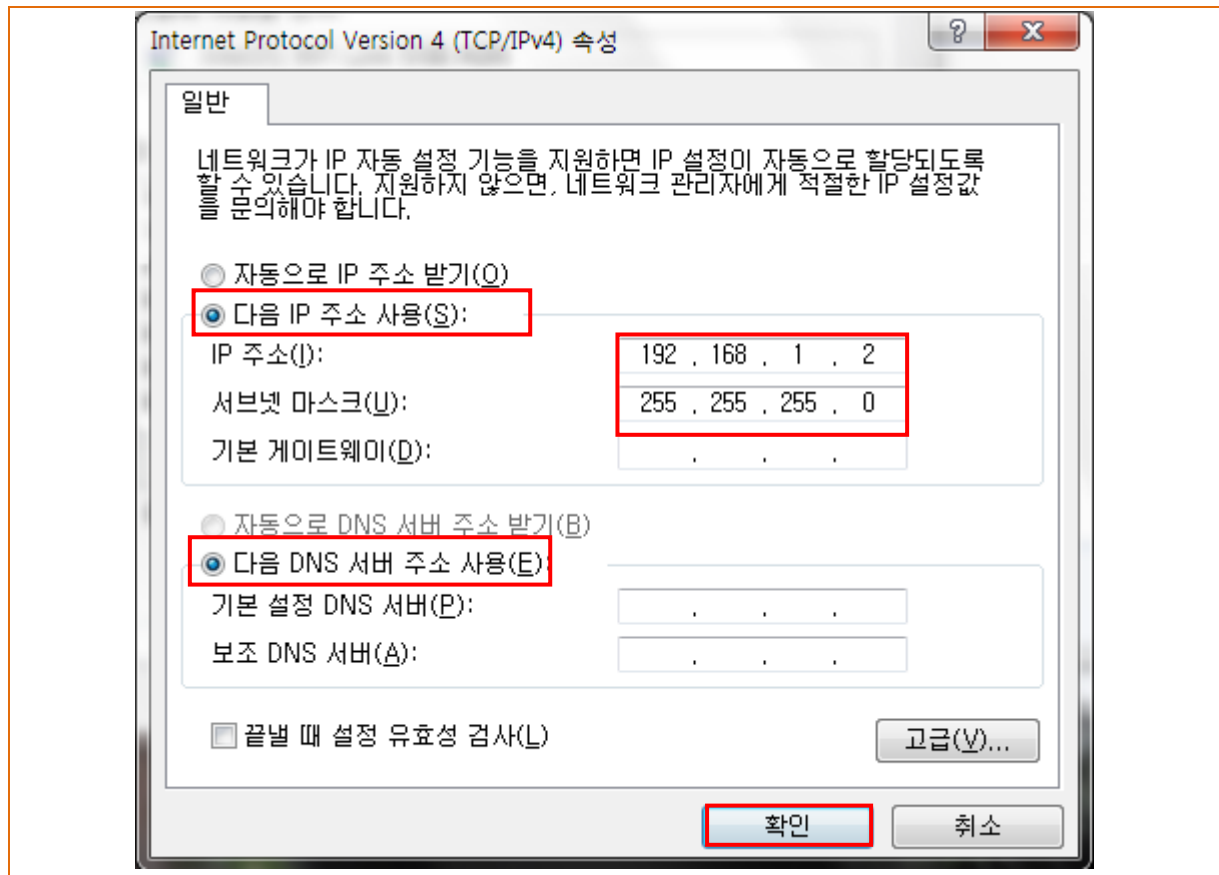 Internet Protocol Version 4 (TCP/IPv4) 속성
일반
네트워크가 IP 자동 설정 기능을 지원하면 IP 설정이 자동으로 할당되도록
할 수 있습니다. 지원하지 않으면, 네트워크 관리자에게 적절한 IP 설정값
을 문의해야 합니다.
자동으로 IP 주소 받기(O)
다음 IP 주소 사용(S):
IP 주소(I): 192 . 168 . 1 . 2
서브넷 마스크(U): 255 . 255 . 255 . 0
기본 게이트웨이(D): . . .
자동으로 DNS 서버 주소 받기(B)
다음 DNS 서버 주소 사용(E):
기본 설정 DNS 서버(P): . . .
보조 DNS 서버(A): . . .
끝낼 때 설정 유효성 검사(L)
고급(V)...
확인 취소